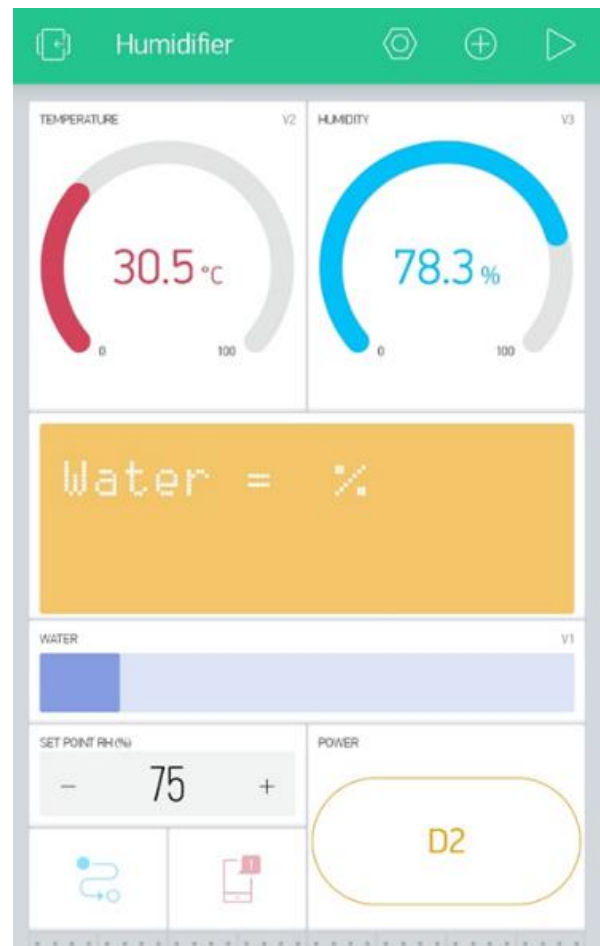 Humidifier
TEMPERATURE V2
HUMIDITY V3
30.5 °C
78.3 %
0 100
0 100
Water = %
WATER V1
SET POINT RH (%)
POWER
− 75 +
D2
!